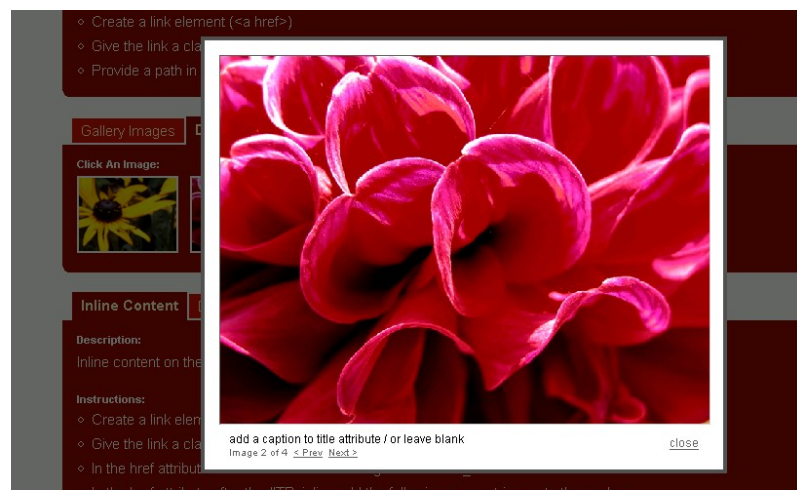 Create a link element (<a href>)
Give the link a cla
Provide a path in
Gallery Images
Click An Image:
add a caption to title attribute / or leave blank
Image 2 of 4 < Prev Next >
close
Inline Content
Description:
Inline content on the
Instructions:
Create a link elem
Give the link a cla
In the href attribut